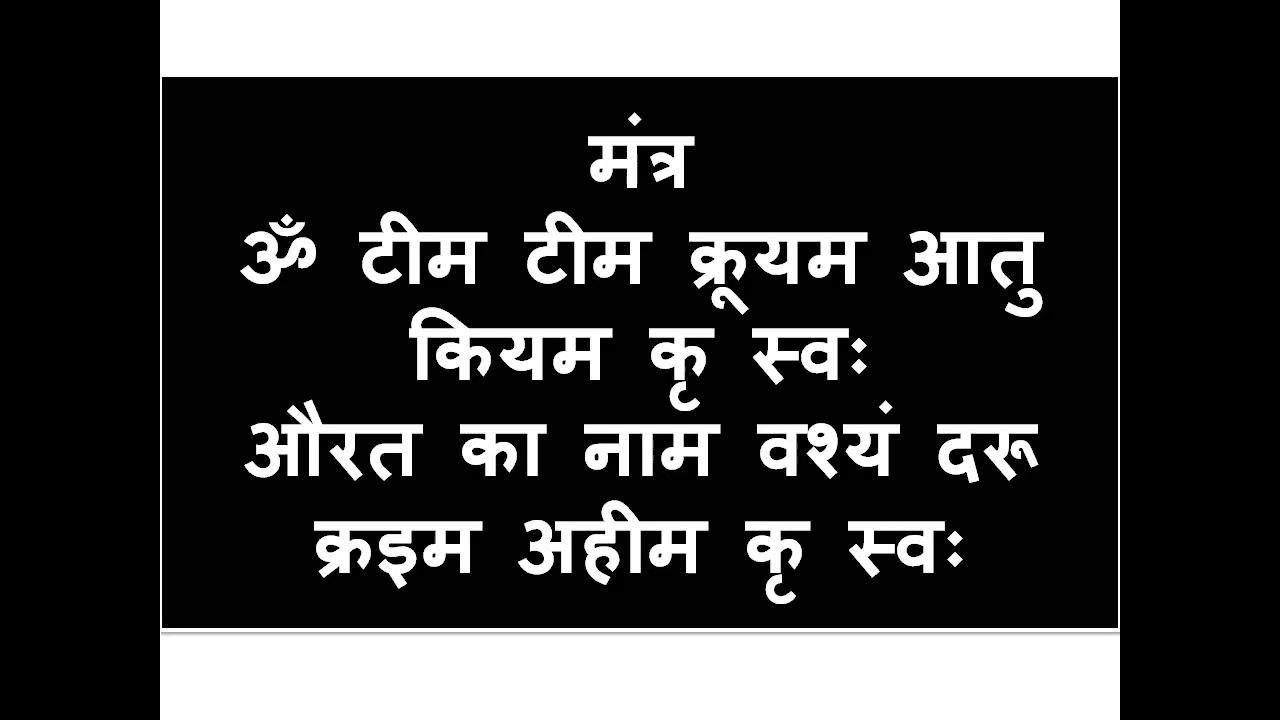 मंत्र
ॐ टीम टीम क्रूयम आतु
कियम कृ स्वः
औरत का नाम वश्यं दरू
क्रइम अहीम कृ स्वः